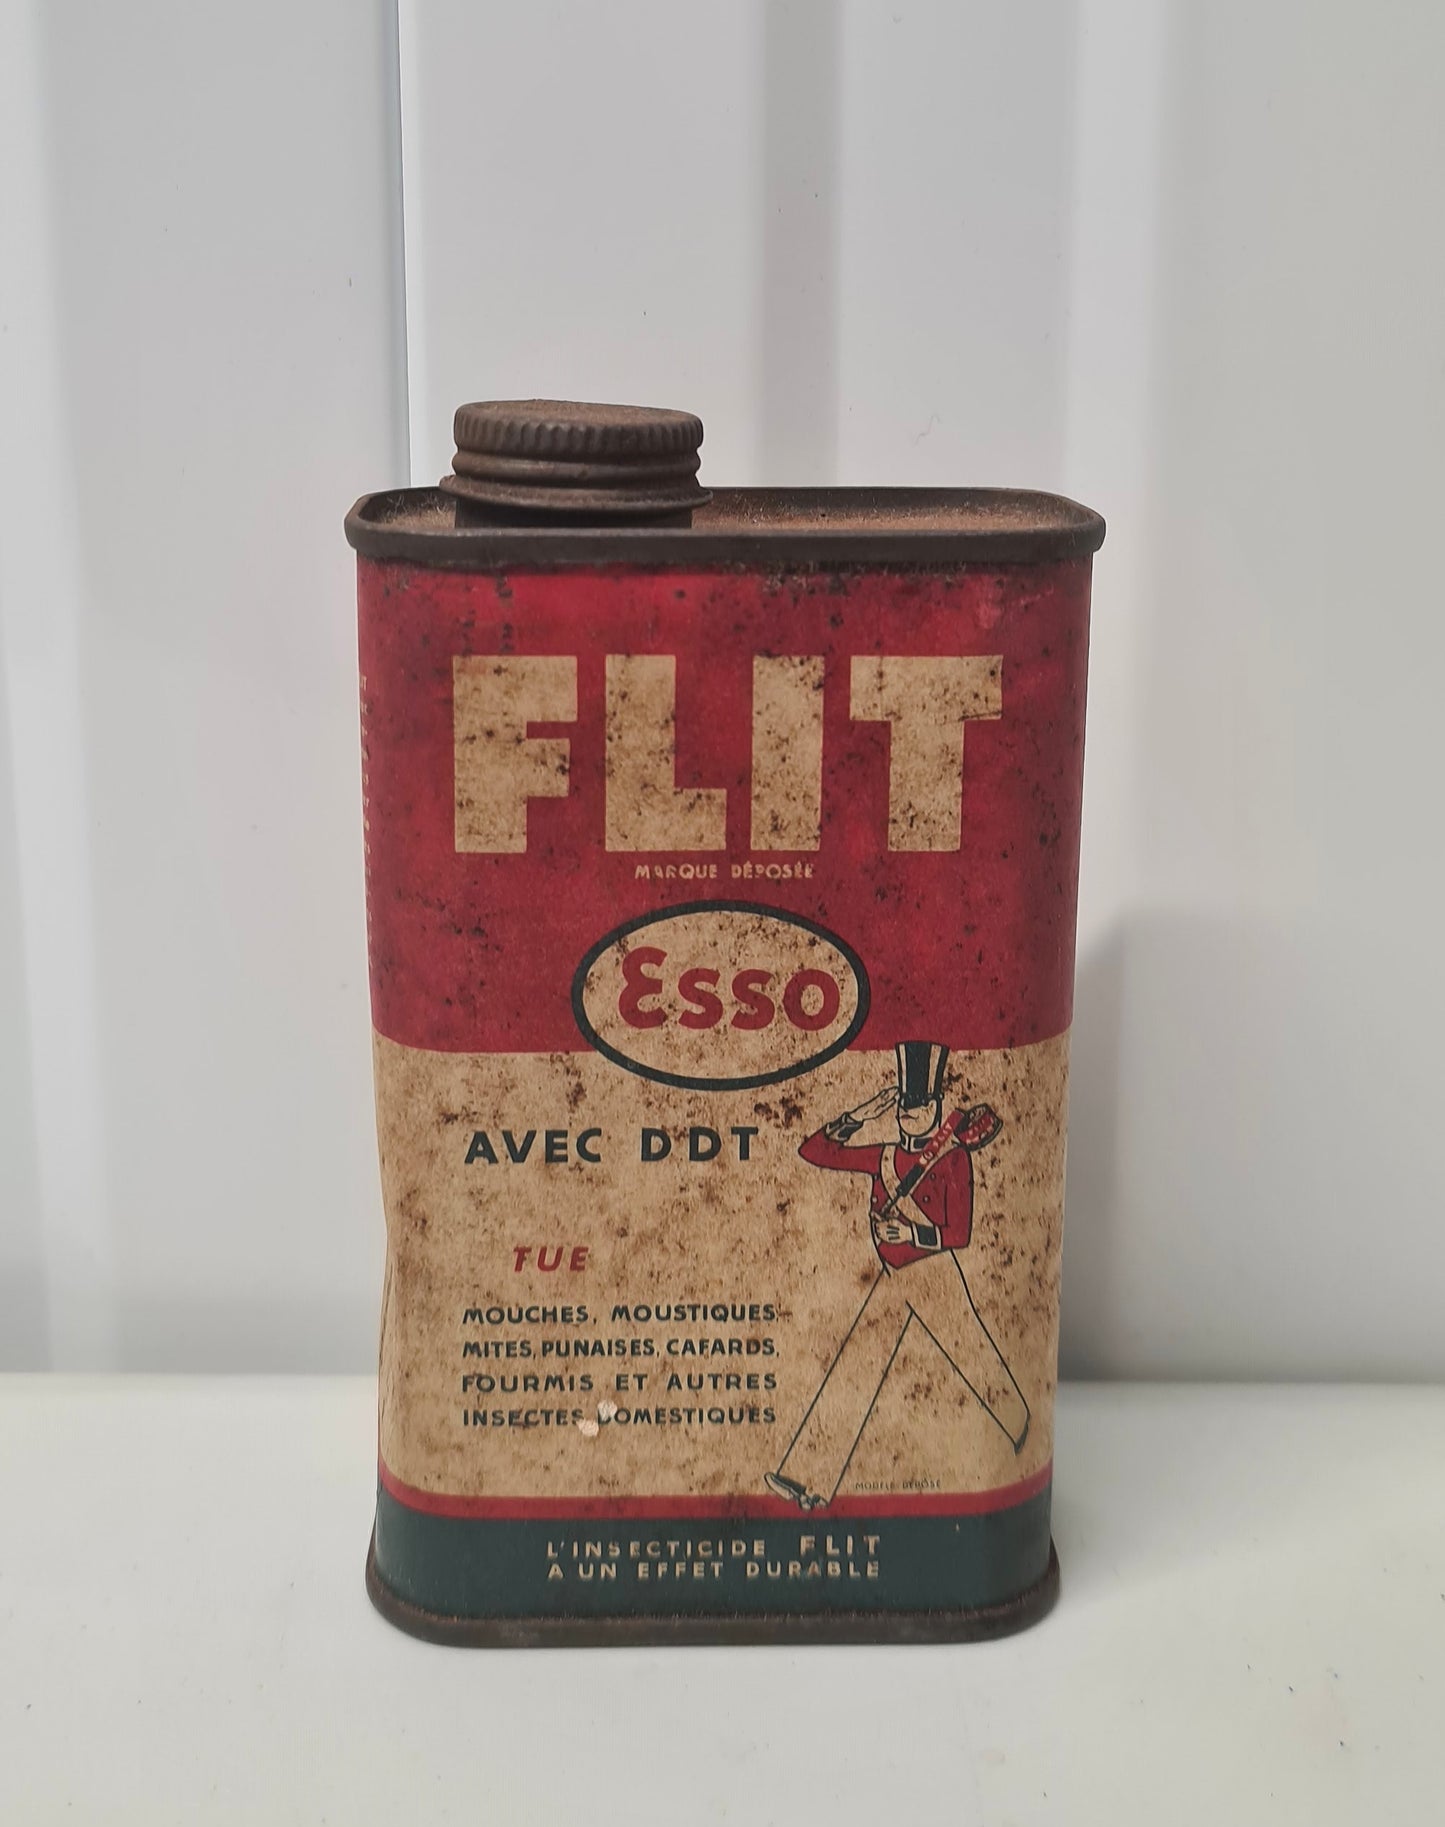 FLIT
MARQUE DÉPOSÉE
Esso
AVEC DDT
TUE
MOUCHES, MOUSTIQUES,
MITES, PUNAISES, CAFARDS,
FOURMIS ET AUTRES
INSECTES DOMESTIQUES
MODÈLE DÉPOSÉ
L'INSECTICIDE FLIT
A UN EFFET DURABLE